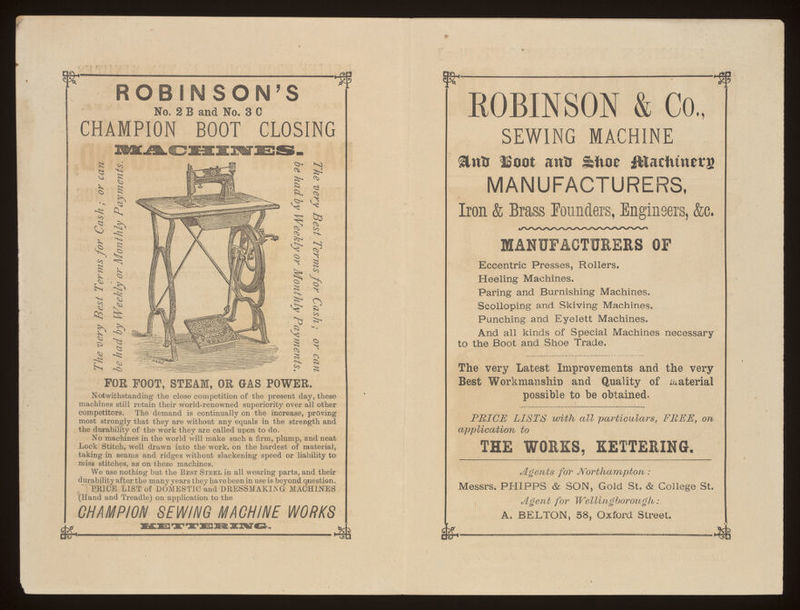 ROBINSON'S
No. 2 B and No. 3 C
CHAMPION BOOT CLOSING
MACHINES.
The very Best Terms for Cash; or can
be had by Weekly or Monthly Payments.
The very Best Terms for Cash; or can
be had by Weekly or Monthly Payments.
FOR FOOT, STEAM, OR GAS POWER.
Notwithstanding the close competition of the present day, these
machines still retain their world-renowned superiority over all other
competitors. The demand is continually on the increase, proving
most strongly that they are without any equals in the strength and
the durability of the work they are called upon to do.
No machines in the world will make such a firm, plump, and neat
Lock Stitch, well drawn into the work, on the hardest of material,
taking in seams and ridges without slackening speed or liability to
miss stitches, as on these machines.
We use nothing but the BEST STEEL in all wearing parts, and their
durability after the many years they have been in use is beyond question.
PRICE LIST of DOMESTIC and DRESSMAKING MACHINES
(Hand and Treadle) on application to the
CHAMPION SEWING MACHINE WORKS
KETTERING.
ROBINSON & Co.,
SEWING MACHINE
And Boot and Shoe Machinery
MANUFACTURERS,
Iron & Brass Founders, Engineers, &c.
MANUFACTURERS OF
Eccentric Presses, Rollers.
Heeling Machines.
Paring and Burnishing Machines.
Scolloping and Skiving Machines.
Punching and Eyelett Machines.
And all kinds of Special Machines necessary
to the Boot and Shoe Trade.
The very Latest Improvements and the very
Best Workmanship and Quality of material
possible to be obtained.
PRICE LISTS with all particulars, FREE, on
application to
THE WORKS, KETTERING.
Agents for Northampton:
Messrs. PHIPPS & SON, Gold St. & College St.
Agent for Wellingborough:
A. BELTON, 58, Oxford Street.